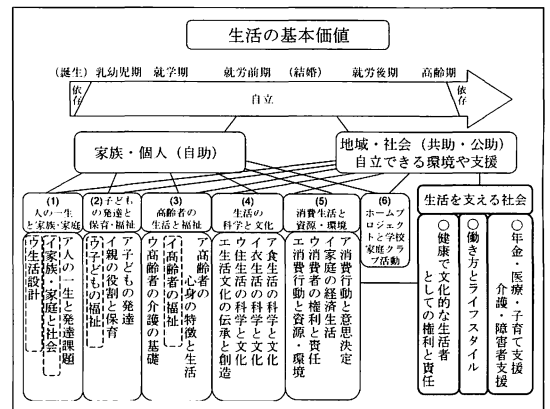 生活の基本価値
(誕生) 乳幼児期 就学期 就労前期 (結婚) 就労後期 高齢期
依存
自立
依存
家族・個人(自助)
地域・社会(共助・公助)
自立できる環境や支援
(1)
人の一生
と家族・家庭
ア人の一生と発達課題
イ家族・家庭と社会
ウ生活設計
(2)子ども
の発達と
保育・福祉
ア子どもの発達
イ親の役割と保育
ウ子どもの福祉
(3)
高齢者の
生活と福祉
ア高齢者の
心身の特徴と生活
イ高齢者の福祉
ウ高齢者の介護の基礎
(4)
生活の
科学と文化
ア食生活の科学と文化
イ衣生活の科学と文化
ウ住生活の科学と文化
エ生活文化の伝承と創造
(5)
消費生活と
資源・環境
ア消費行動と意思決定
イ家庭の経済生活
ウ消費者の権利と責任
エ消費行動と資源・環境
(6)
ホームプ
ロジェク
トと学校
家庭クラ
ブ活動
生活を支える社会
○年金・医療・子育て支援
介護・障害者支援
○働き方とライフスタイル
○健康で文化的な生活者
としての権利と責任